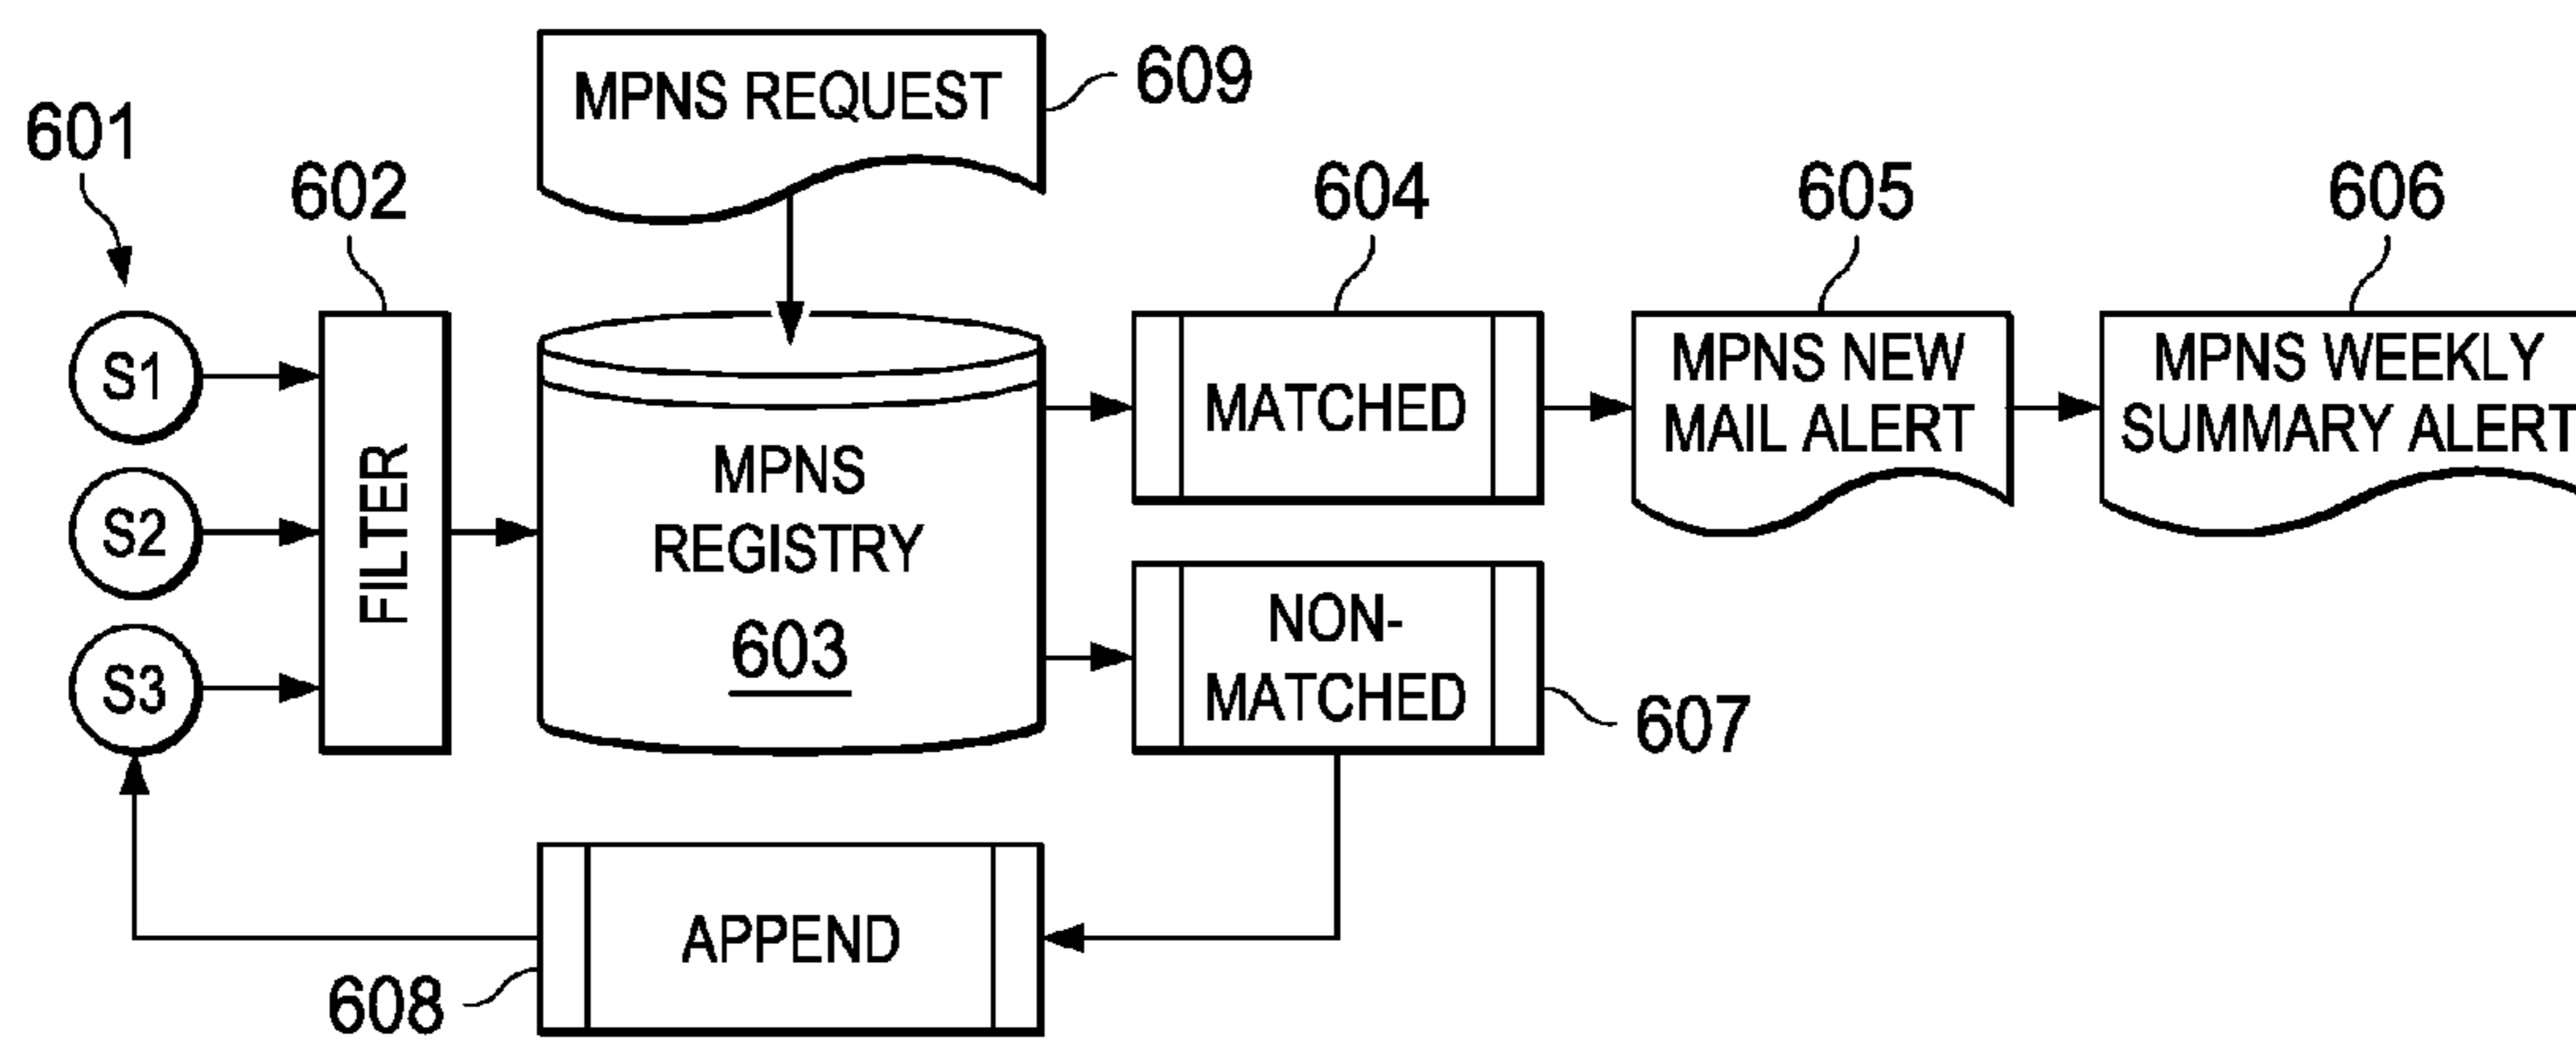 MPNS REQUEST
609
601
602
604
605
606
S1
S2
S3
FILTER
MPNS
REGISTRY
603
MATCHED
MPNS NEW
MAIL ALERT
MPNS WEEKLY
SUMMARY ALERT
NON-
MATCHED
607
APPEND
608